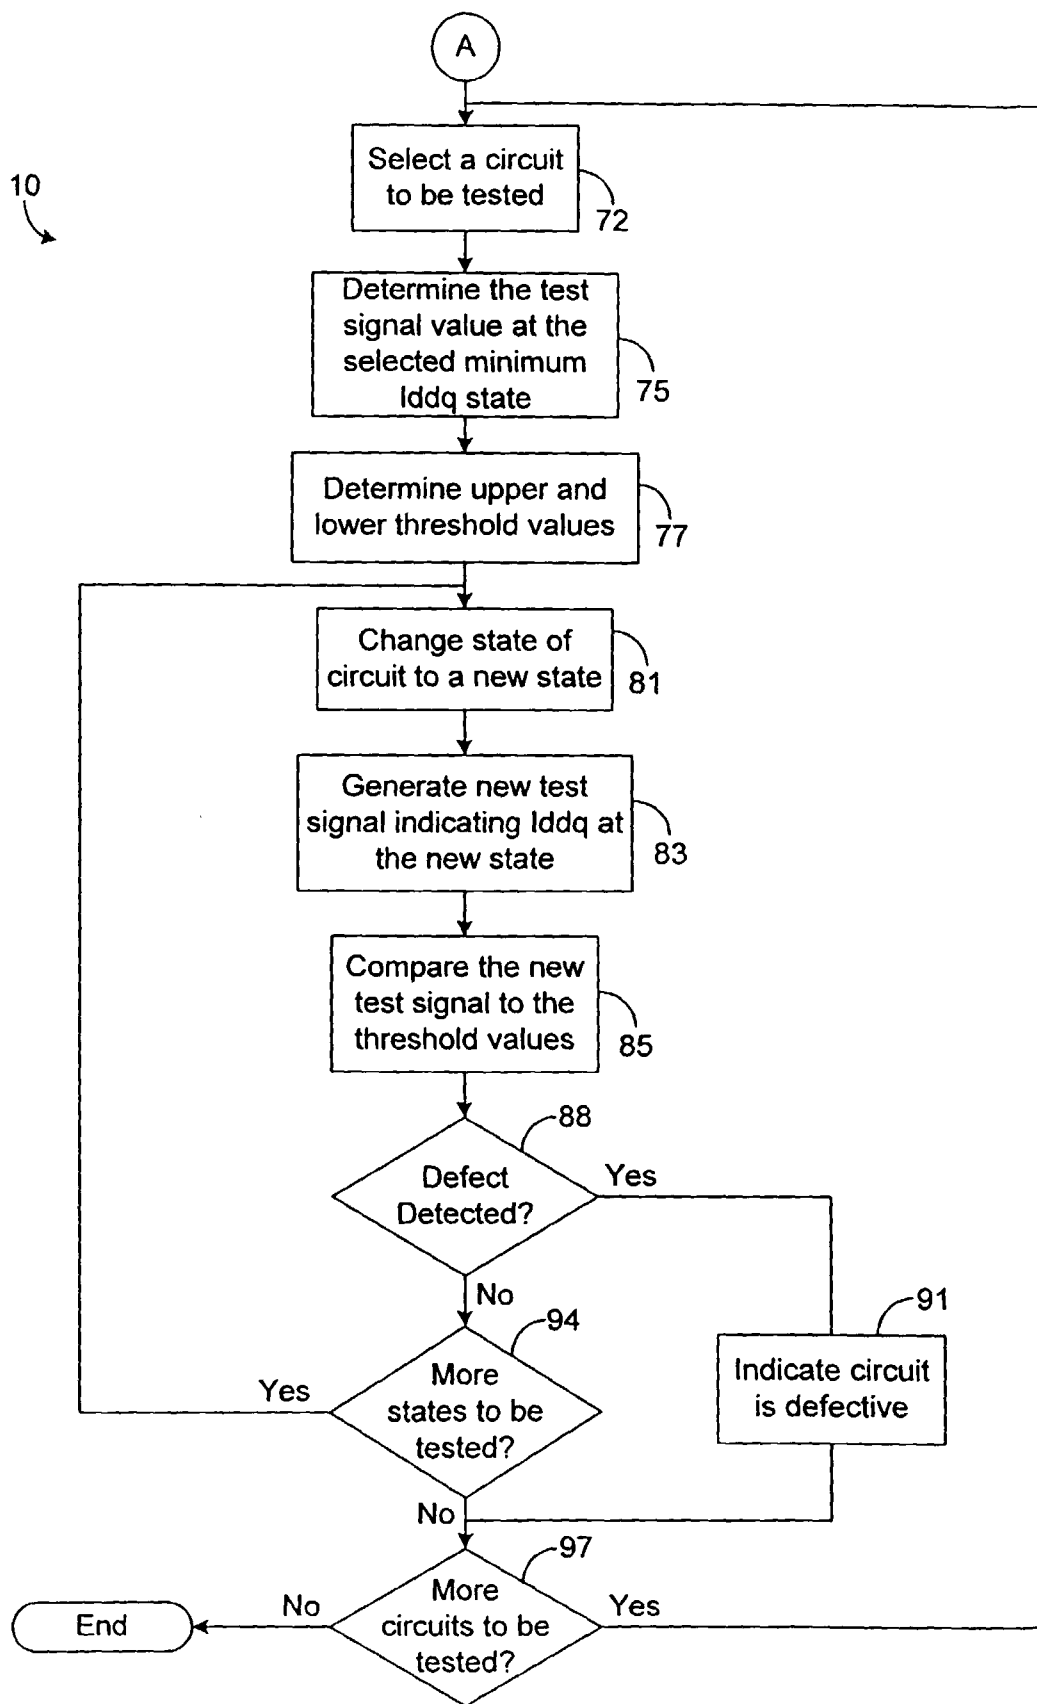 A
10
Select a circuit
to be tested
72
Determine the test
signal value at the
selected minimum
Iddq state
75
Determine upper and
lower threshold values
77
Change state of
circuit to a new state
81
Generate new test
signal indicating Iddq at
the new state
83
Compare the new
test signal to the
threshold values
85
88
Defect
Detected?
Yes
No
91
Indicate circuit
is defective
94
More
states to be
tested?
Yes
No
97
More
circuits to be
tested?
No
Yes
End